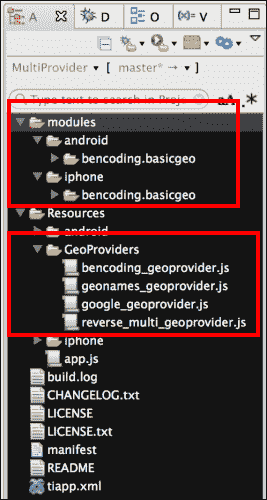 A D O (x)= V
MultiProvider [ master* → ]
Type text to search in Proj aA *
modules
android
bencoding.basicgeo
iphone
bencoding.basicgeo
Resources
android
GeoProviders
bencoding_geoprovider.js
geonames_geoprovider.js
google_geoprovider.js
reverse_multi_geoprovider.js
iphone
app.js
build.log
CHANGELOG.txt
LICENSE
LICENSE.txt
manifest
README
tiapp.xml